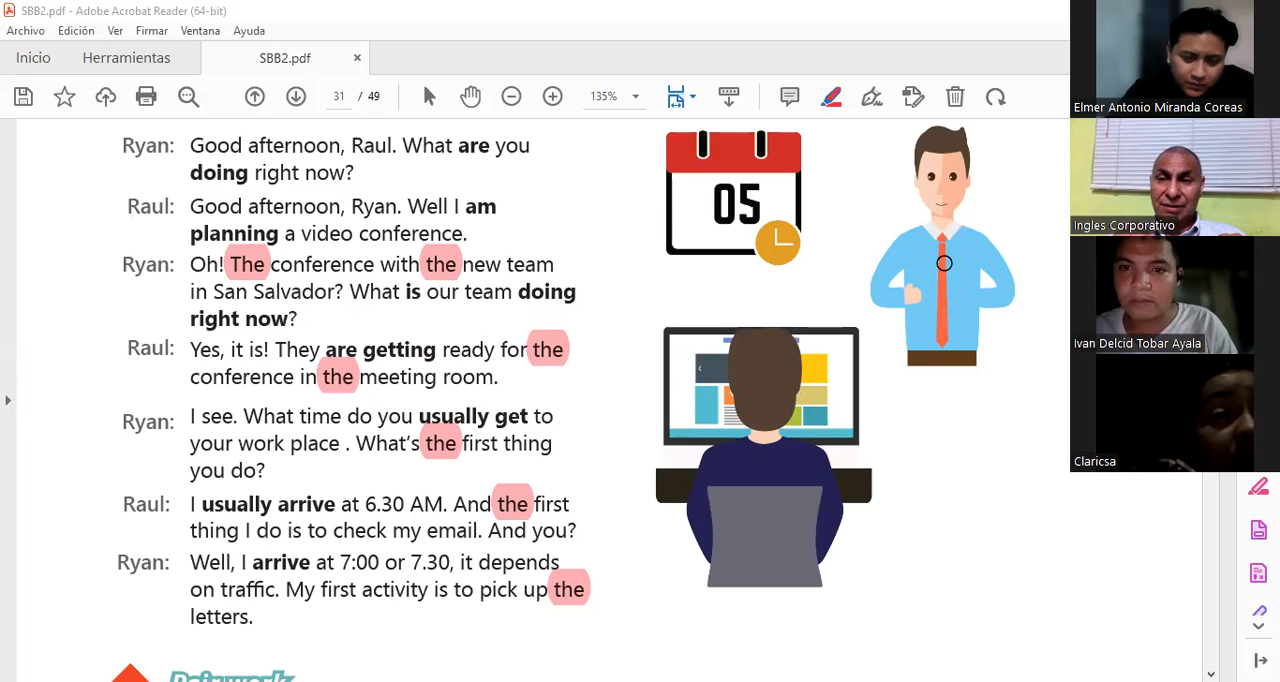 SBB2.pdf - Adobe Acrobat Reader (64-bit)
Archivo Edición Ver Firmar Ventana Ayuda
Inicio Herramientas SBB2.pdf ×
31 / 49 135%
Ryan: Good afternoon, Raul. What are you
doing right now?
Raul: Good afternoon, Ryan. Well I am
planning a video conference.
Ryan: Oh! The conference with the new team
in San Salvador? What is our team doing
right now?
Raul: Yes, it is! They are getting ready for the
conference in the meeting room.
Ryan: I see. What time do you usually get to
your work place . What's the first thing
you do?
Raul: I usually arrive at 6.30 AM. And the first
thing I do is to check my email. And you?
Ryan: Well, I arrive at 7:00 or 7.30, it depends
on traffic. My first activity is to pick up the
letters.
Pair work
05
Elmer Antonio Miranda Coreas
Ingles Corporativo
Ivan Delcid Tobar Ayala
Claricsa